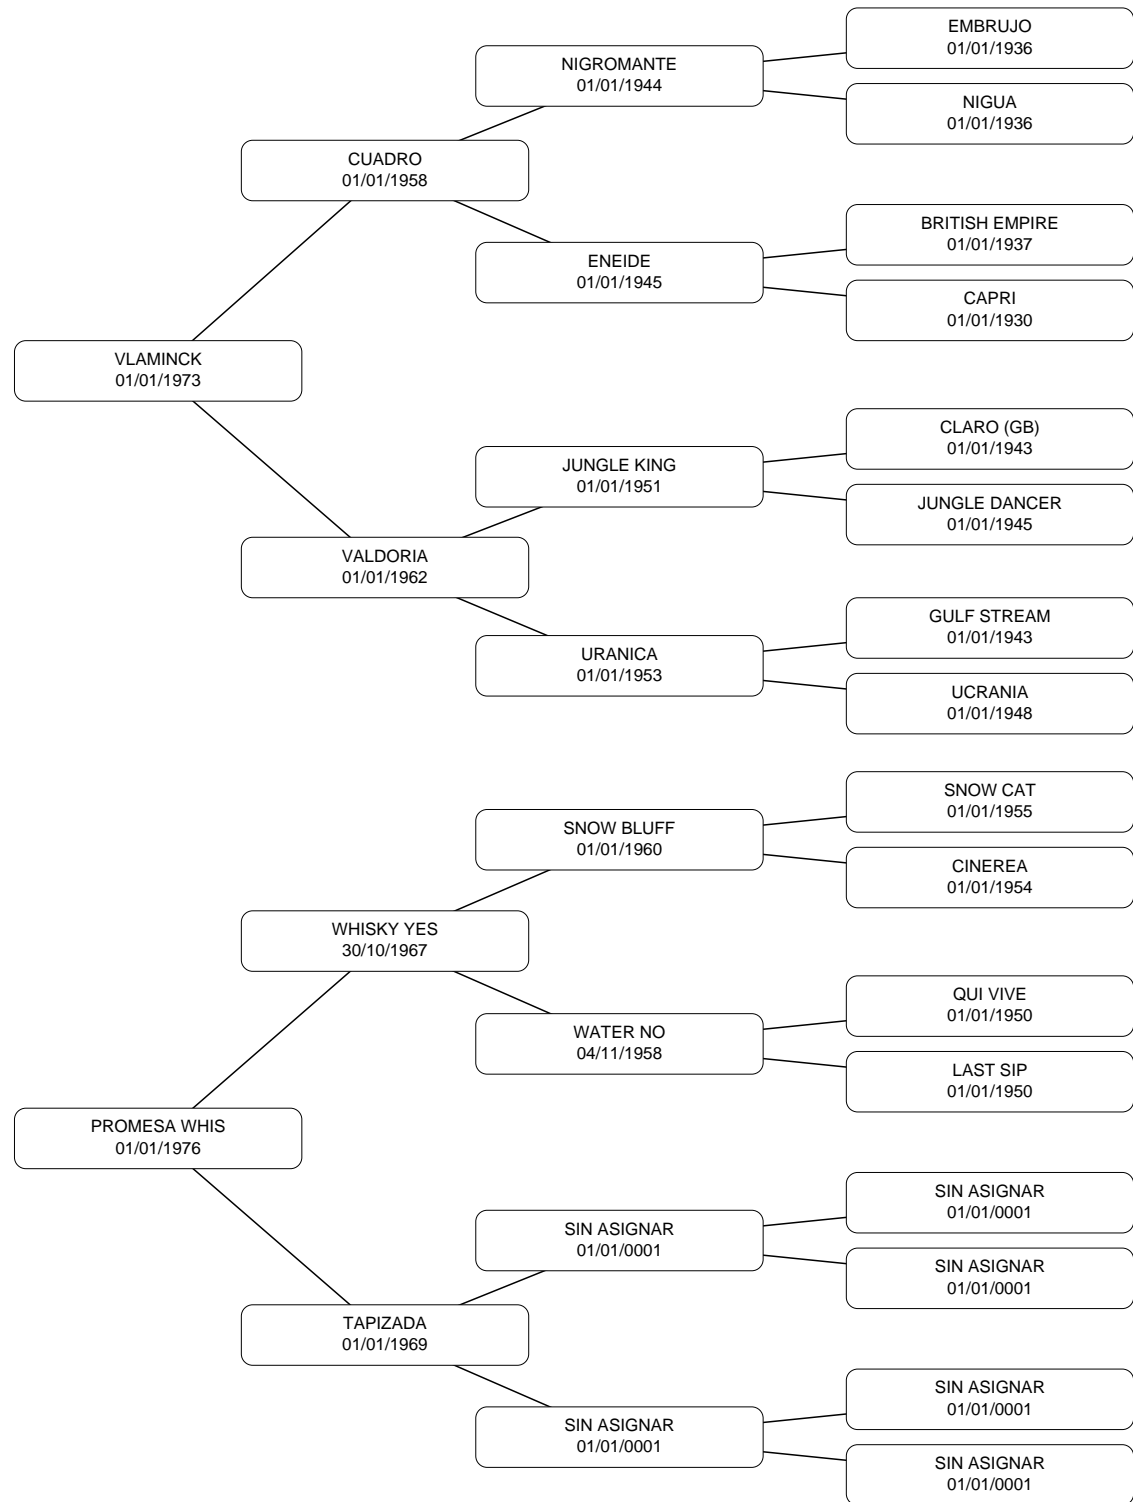 EMBRUJO
01/01/1936
NIGROMANTE
01/01/1944
NIGUA
01/01/1936
CUADRO
01/01/1958
BRITISH EMPIRE
01/01/1937
ENEIDE
01/01/1945
CAPRI
01/01/1930
VLAMINCK
01/01/1973
CLARO (GB)
01/01/1943
JUNGLE KING
01/01/1951
JUNGLE DANCER
01/01/1945
VALDORIA
01/01/1962
GULF STREAM
01/01/1943
URANICA
01/01/1953
UCRANIA
01/01/1948
SNOW CAT
01/01/1955
SNOW BLUFF
01/01/1960
CINEREA
01/01/1954
WHISKY YES
30/10/1967
QUI VIVE
01/01/1950
WATER NO
04/11/1958
LAST SIP
01/01/1950
PROMESA WHIS
01/01/1976
SIN ASIGNAR
01/01/0001
SIN ASIGNAR
01/01/0001
SIN ASIGNAR
01/01/0001
TAPIZADA
01/01/1969
SIN ASIGNAR
01/01/0001
SIN ASIGNAR
01/01/0001
SIN ASIGNAR
01/01/0001